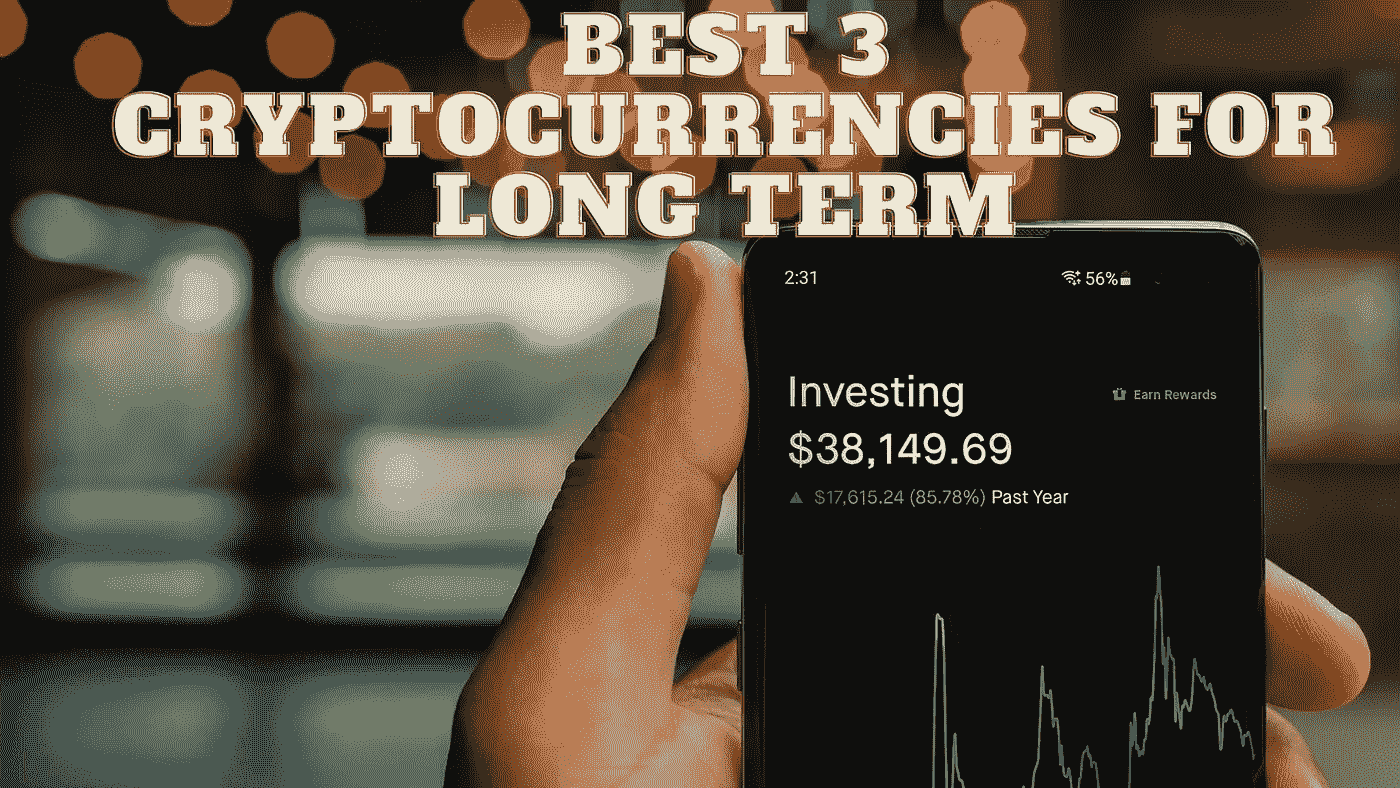 BEST 3
CRYPTOCURRENCIES FOR
LONG TERM
2:31
56%
Investing
Earn Rewards
$38,149.69
$17,615.24 (85.78%) Past Year